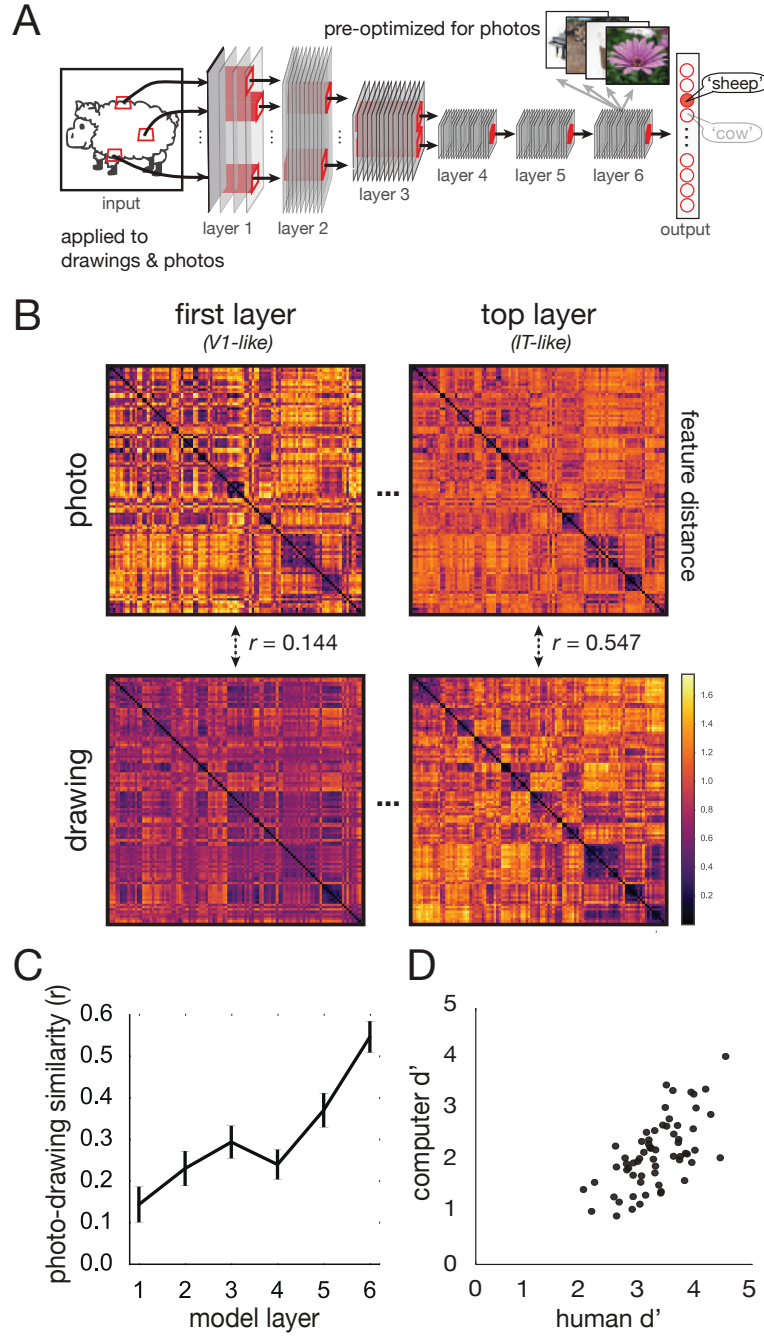 A
pre-optimized for photos
'sheep'
'cow'
input
layer 1
layer 2
layer 3
layer 4
layer 5
layer 6
output
applied to
drawings & photos
B
first layer
(V1-like)
top layer
(IT-like)
photo
...
feature distance
r = 0.144
r = 0.547
drawing
...
1.6
1.4
1.2
1.0
0.8
0.6
0.4
0.2
C
photo-drawing similarity (r)
0.6
0.5
0.4
0.3
0.2
0.1
0.0
1 2 3 4 5 6
model layer
D
computer d'
5
4
3
2
1
0
0 1 2 3 4 5
human d'